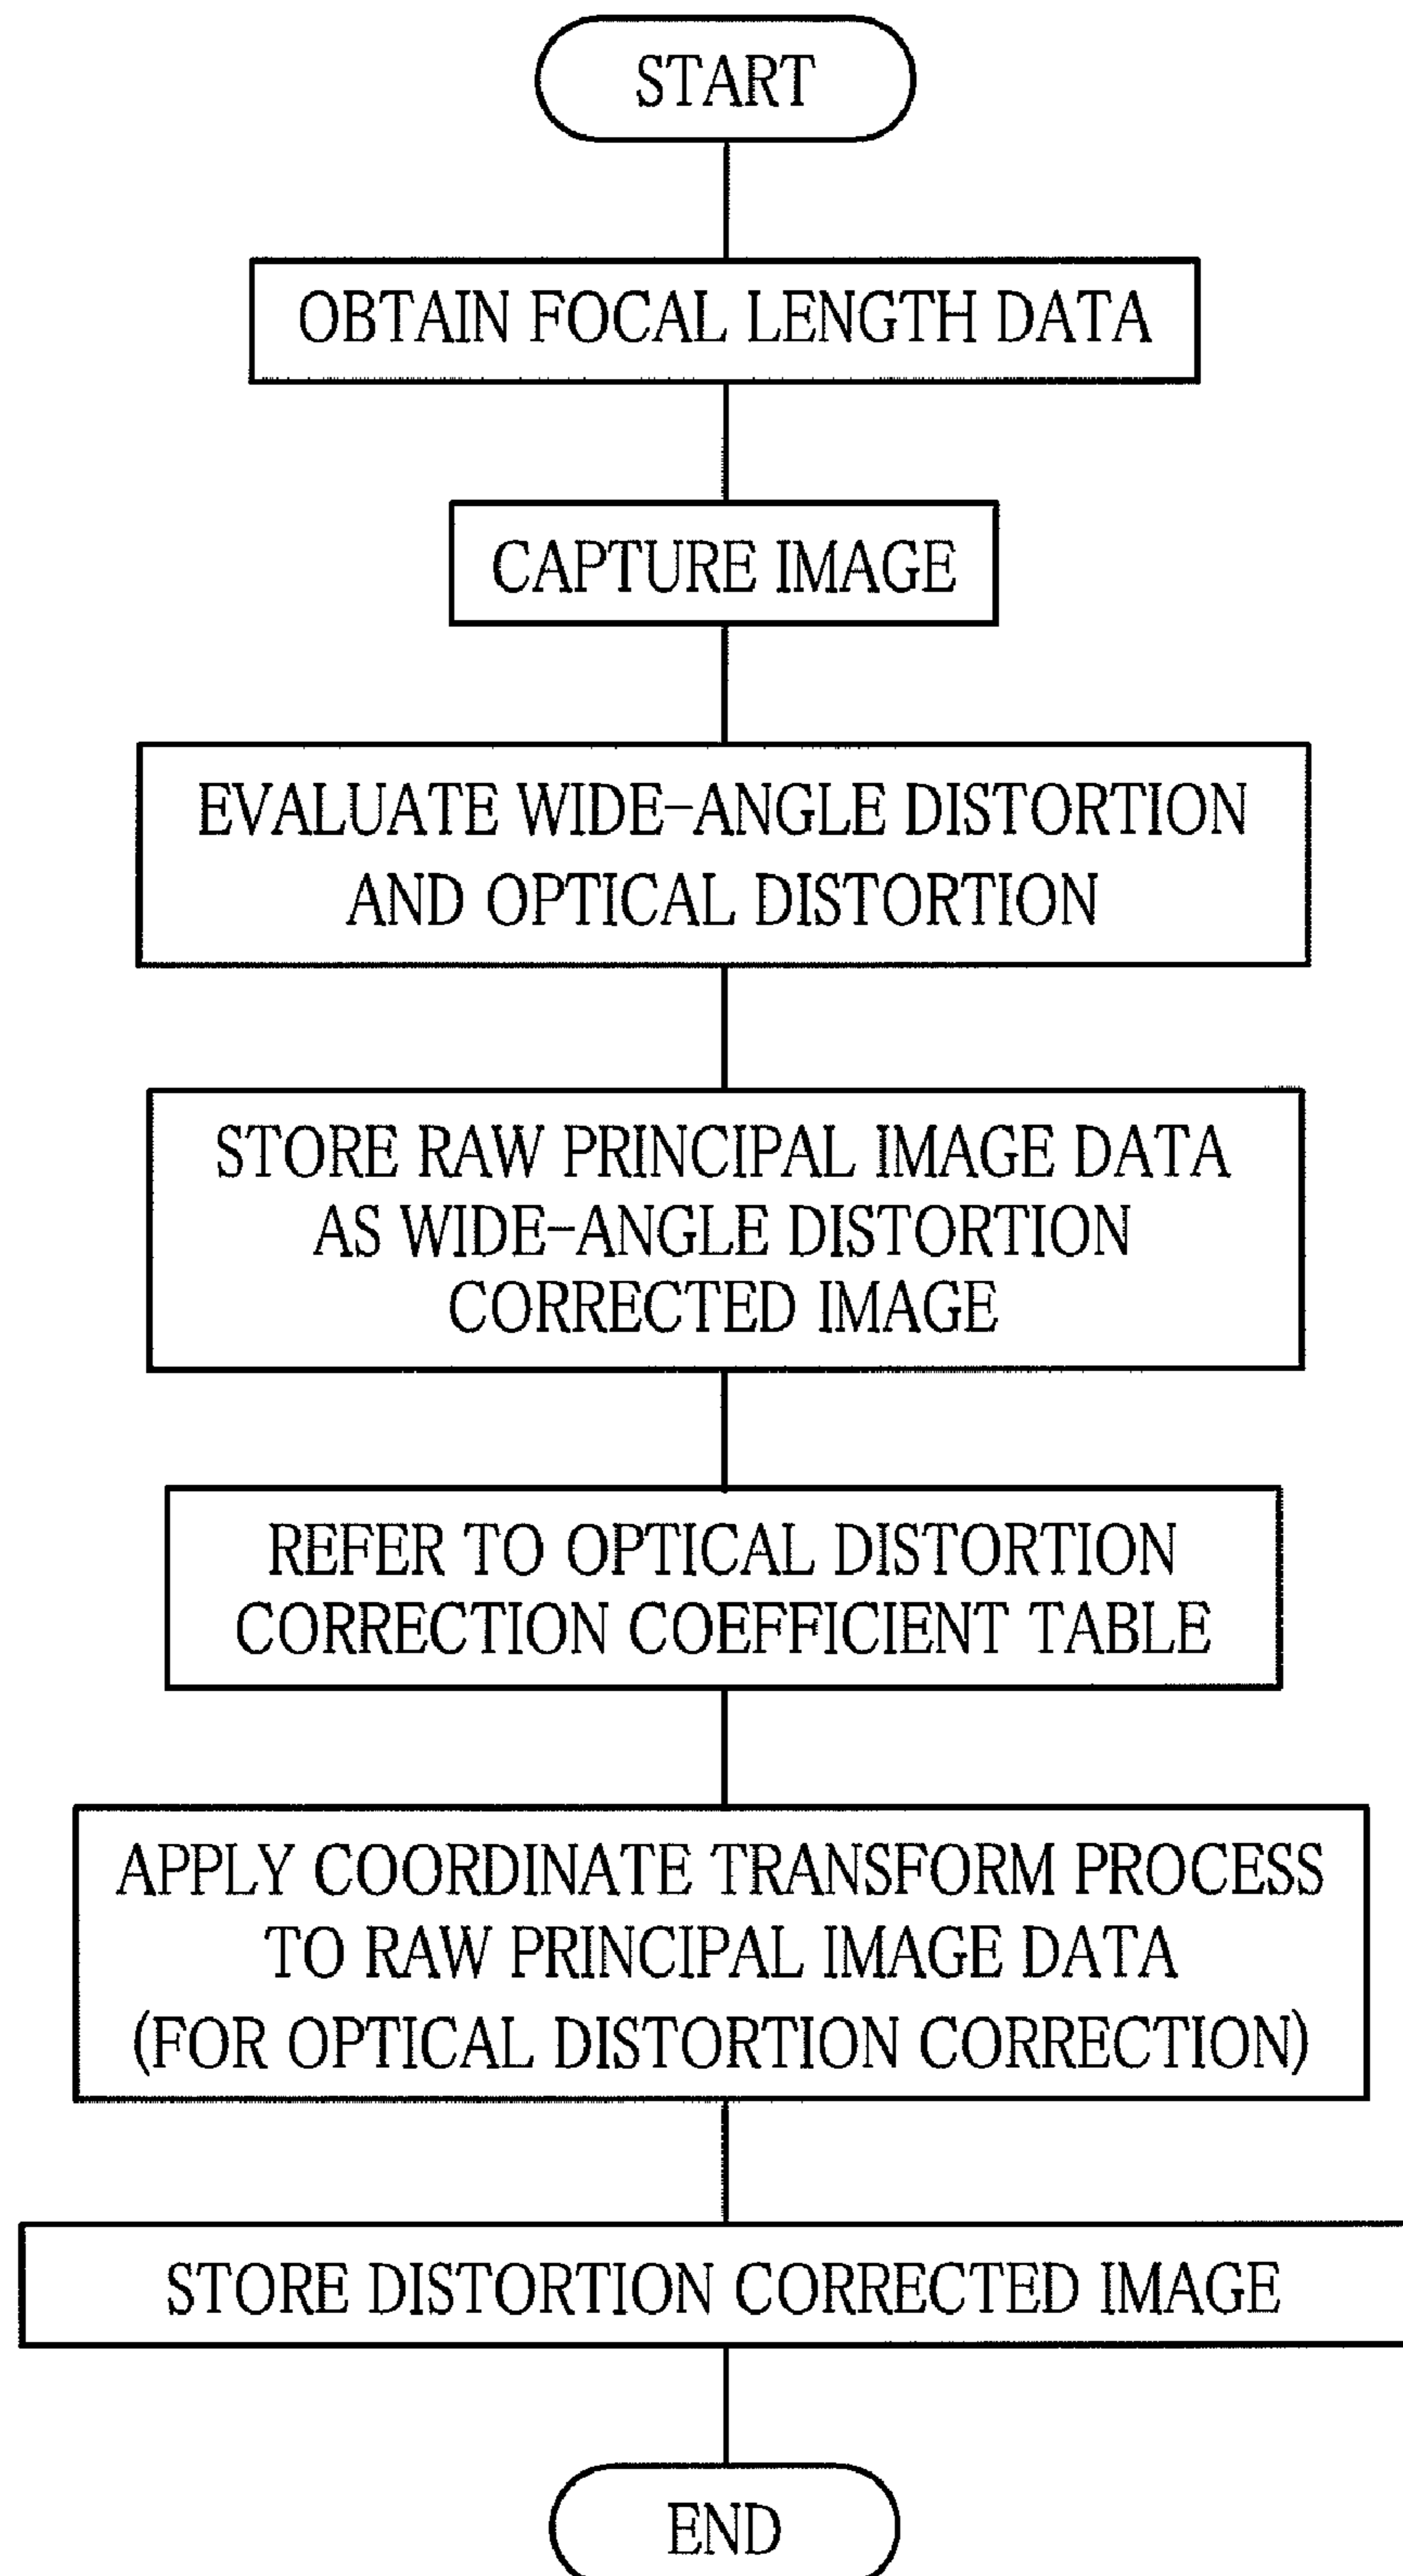 START
OBTAIN FOCAL LENGTH DATA
CAPTURE IMAGE
EVALUATE WIDE-ANGLE DISTORTION
AND OPTICAL DISTORTION
STORE RAW PRINCIPAL IMAGE DATA
AS WIDE-ANGLE DISTORTION
CORRECTED IMAGE
REFER TO OPTICAL DISTORTION
CORRECTION COEFFICIENT TABLE
APPLY COORDINATE TRANSFORM PROCESS
TO RAW PRINCIPAL IMAGE DATA
(FOR OPTICAL DISTORTION CORRECTION)
STORE DISTORTION CORRECTED IMAGE
END